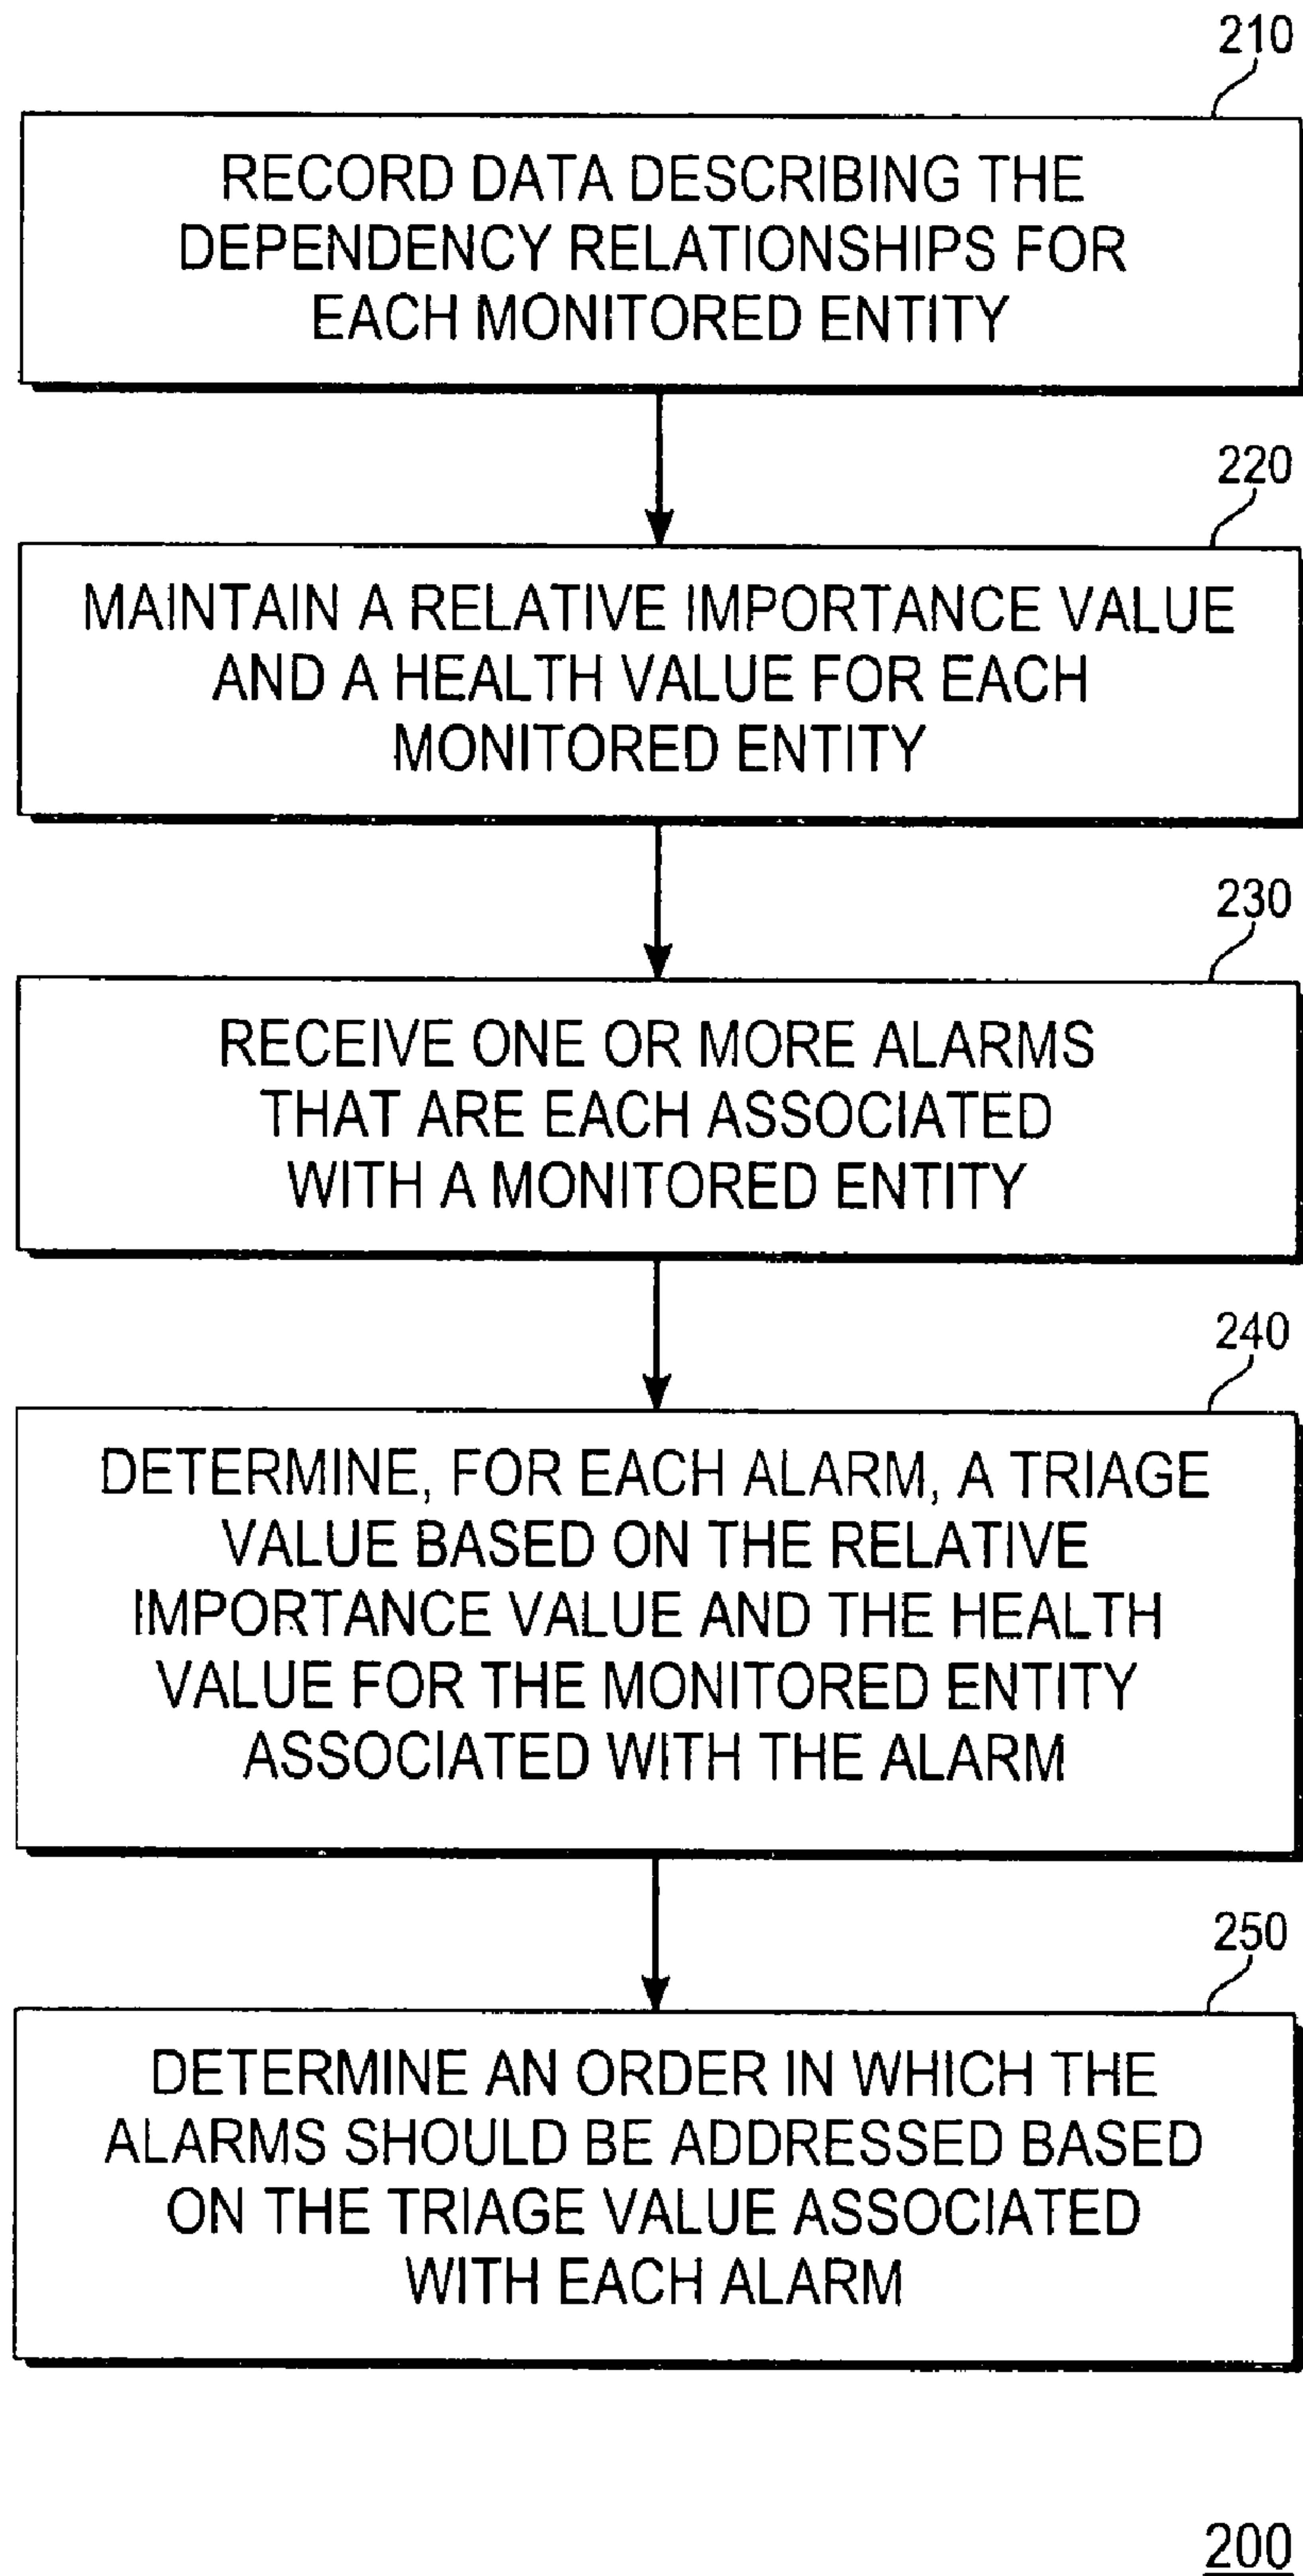 210
RECORD DATA DESCRIBING THE
DEPENDENCY RELATIONSHIPS FOR
EACH MONITORED ENTITY
220
MAINTAIN A RELATIVE IMPORTANCE VALUE
AND A HEALTH VALUE FOR EACH
MONITORED ENTITY
230
RECEIVE ONE OR MORE ALARMS
THAT ARE EACH ASSOCIATED
WITH A MONITORED ENTITY
240
DETERMINE, FOR EACH ALARM, A TRIAGE
VALUE BASED ON THE RELATIVE
IMPORTANCE VALUE AND THE HEALTH
VALUE FOR THE MONITORED ENTITY
ASSOCIATED WITH THE ALARM
250
DETERMINE AN ORDER IN WHICH THE
ALARMS SHOULD BE ADDRESSED BASED
ON THE TRIAGE VALUE ASSOCIATED
WITH EACH ALARM
200